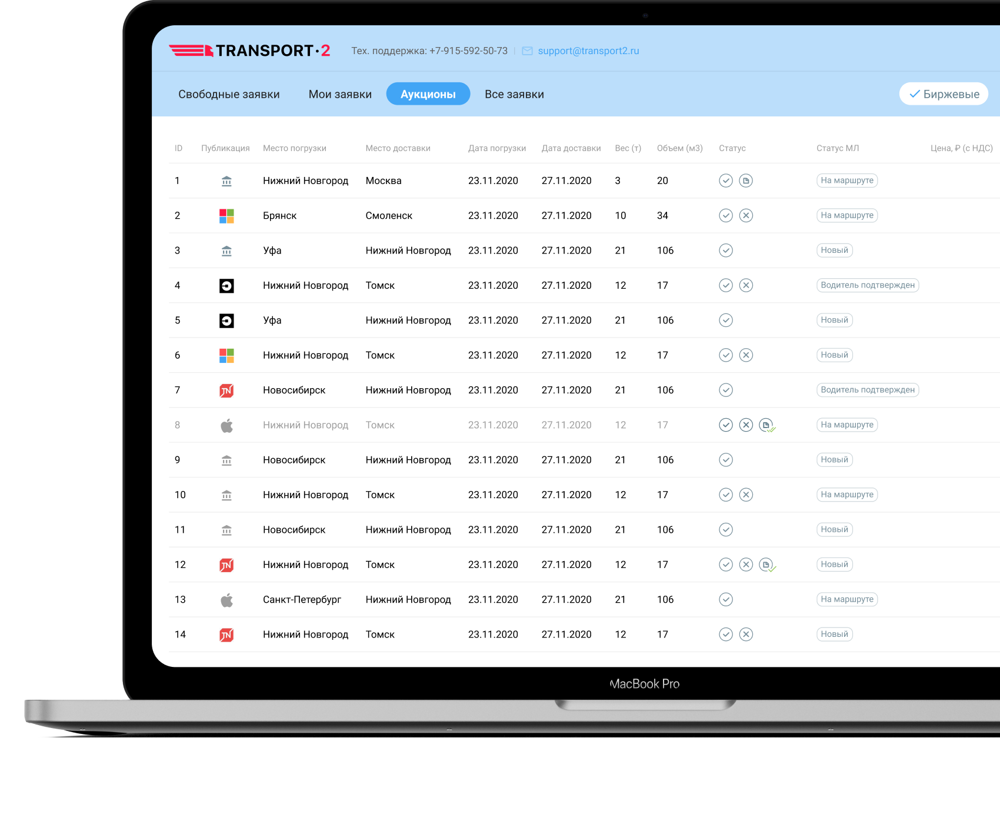 TRANSPORT·2 Тех. поддержка: +7-915-592-50-73 support@transport2.ru
Свободные заявки Мои заявки Аукционы Все заявки Биржевые
ID Публикация Место погрузки Место доставки Дата погрузки Дата доставки Вес (т) Объем (м3) Статус Статус МЛ Цена, ₽ (с НДС)
1 Нижний Новгород Москва 23.11.2020 27.11.2020 3 20 На маршруте
2 Брянск Смоленск 23.11.2020 27.11.2020 10 34 На маршруте
3 Уфа Нижний Новгород 23.11.2020 27.11.2020 21 106 Новый
4 Нижний Новгород Томск 23.11.2020 27.11.2020 12 17 Водитель подтвержден
5 Уфа Нижний Новгород 23.11.2020 27.11.2020 21 106 Новый
6 Нижний Новгород Томск 23.11.2020 27.11.2020 12 17 Новый
7 TN Новосибирск Нижний Новгород 23.11.2020 27.11.2020 21 106 Водитель подтвержден
8 Нижний Новгород Томск 23.11.2020 27.11.2020 12 17 На маршруте
9 Новосибирск Нижний Новгород 23.11.2020 27.11.2020 21 106 Новый
10 Нижний Новгород Томск 23.11.2020 27.11.2020 12 17 На маршруте
11 Новосибирск Нижний Новгород 23.11.2020 27.11.2020 21 106 Новый
12 TN Нижний Новгород Томск 23.11.2020 27.11.2020 12 17 Новый
13 Санкт-Петербург Нижний Новгород 23.11.2020 27.11.2020 21 106 На маршруте
14 TN Нижний Новгород Томск 23.11.2020 27.11.2020 12 17 Новый
MacBook Pro